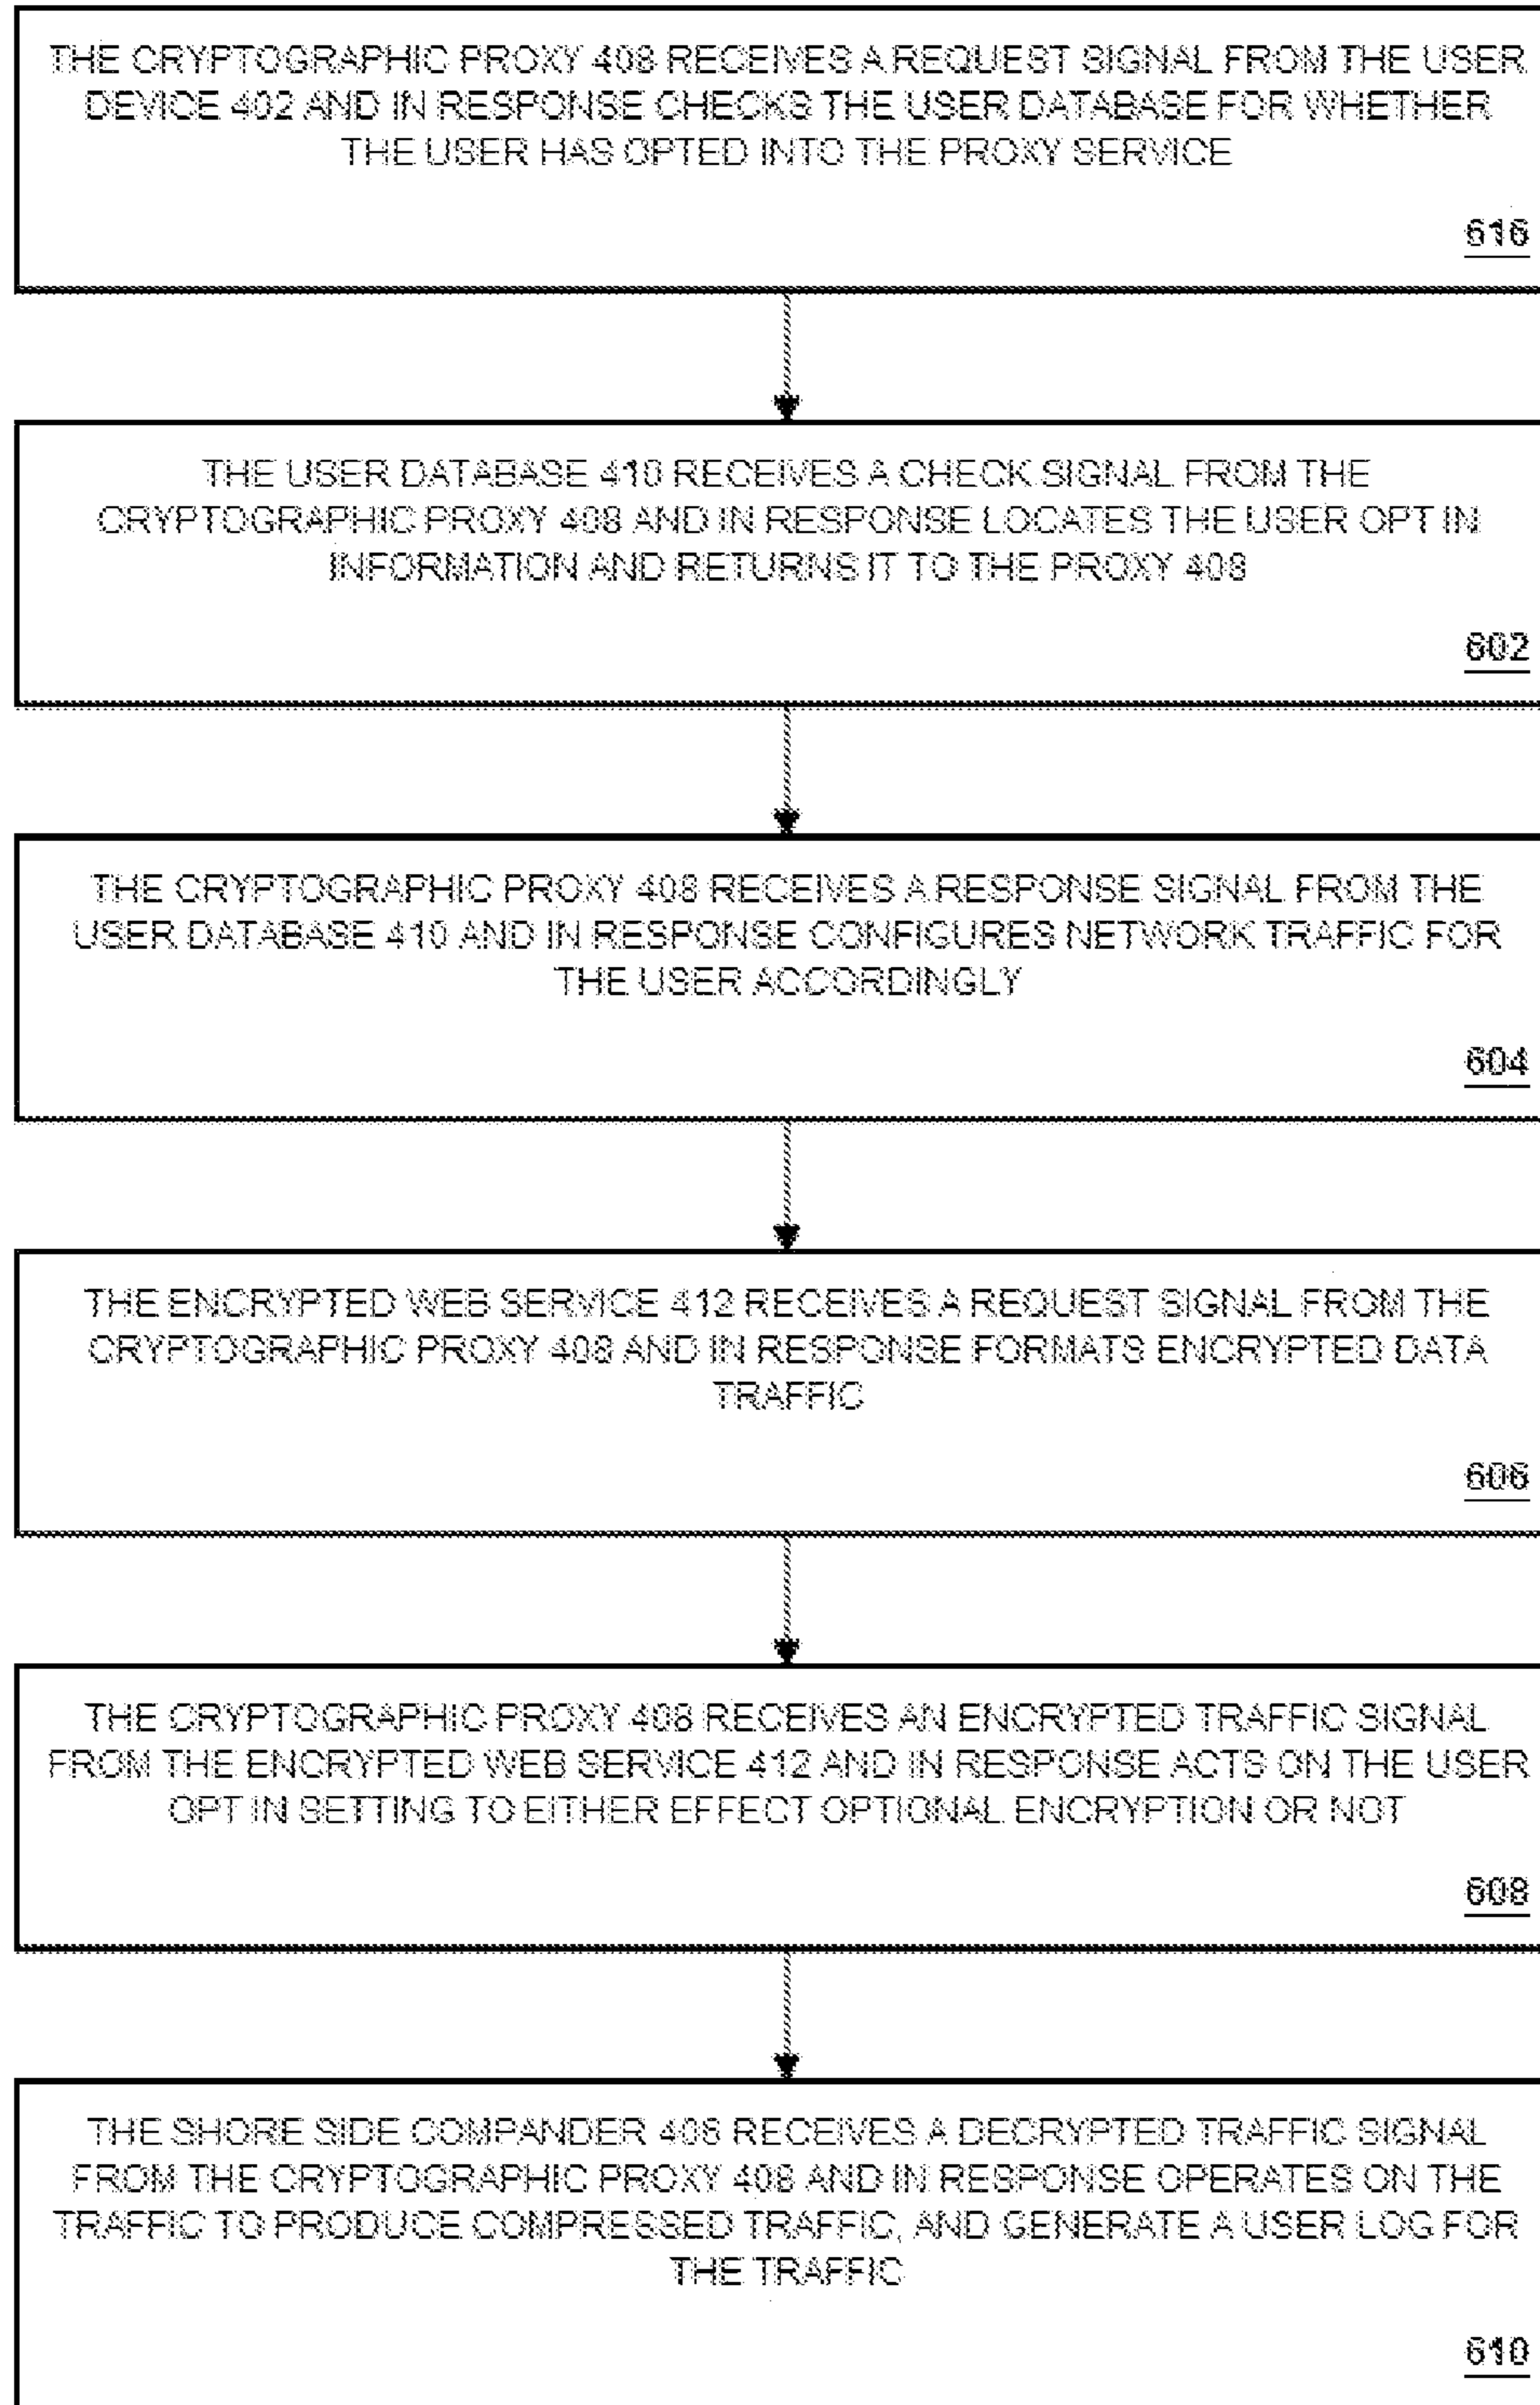 THE CRYPTOGRAPHIC PROXY 408 RECEIVES A REQUEST SIGNAL FROM THE USER
DEVICE 402 AND IN RESPONSE CHECKS THE USER DATABASE FOR WHETHER
THE USER HAS OPTED INTO THE PROXY SERVICE
616
THE USER DATABASE 410 RECEIVES A CHECK SIGNAL FROM THE
CRYPTOGRAPHIC PROXY 408 AND IN RESPONSE LOCATES THE USER OPT IN
INFORMATION AND RETURNS IT TO THE PROXY 408
602
THE CRYPTOGRAPHIC PROXY 408 RECEIVES A RESPONSE SIGNAL FROM THE
USER DATABASE 410 AND IN RESPONSE CONFIGURES NETWORK TRAFFIC FOR
THE USER ACCORDINGLY
604
THE ENCRYPTED WEB SERVICE 412 RECEIVES A REQUEST SIGNAL FROM THE
CRYPTOGRAPHIC PROXY 408 AND IN RESPONSE FORMATS ENCRYPTED DATA
TRAFFIC
606
THE CRYPTOGRAPHIC PROXY 408 RECEIVES AN ENCRYPTED TRAFFIC SIGNAL
FROM THE ENCRYPTED WEB SERVICE 412 AND IN RESPONSE ACTS ON THE USER
OPT IN SETTING TO EITHER EFFECT OPTIONAL ENCRYPTION OR NOT
608
THE SHORE SIDE COMPANDER RECEIVES A DECRYPTED TRAFFIC SIGNAL
FROM THE CRYPTOGRAPHIC PROXY 408 AND IN RESPONSE OPERATES ON THE
TRAFFIC TO PRODUCE COMPRESSED TRAFFIC, AND GENERATE A USER LOG FOR
THE TRAFFIC
610